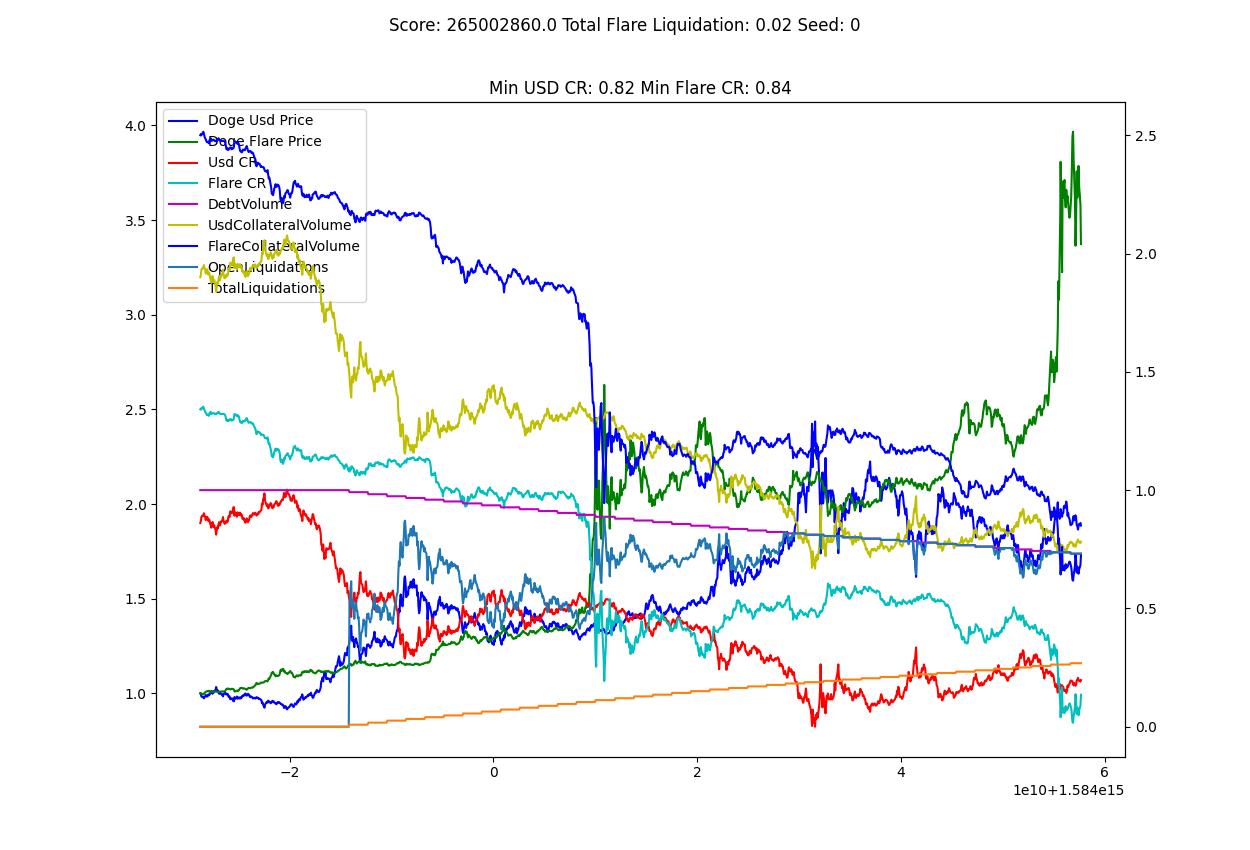 Score: 265002860.0 Total Flare Liquidation: 0.02 Seed: 0
Min USD CR: 0.82 Min Flare CR: 0.84
Doge Usd Price
Doge Flare Price
Usd CR
Flare CR
DebtVolume
UsdCollateralVolume
FlareCollateralVolume
OpenLiquidations
TotalLiquidations
4.0
3.5
3.0
2.5
2.0
1.5
1.0
2.5
2.0
1.5
1.0
0.5
0.0
−2
0
2
4
6
1e10+1.584e15